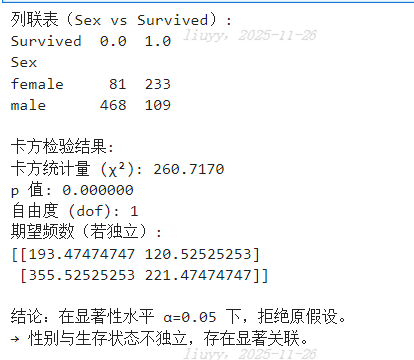 列联表（Sex vs Survived）:
Survived  0.0  1.0
Sex
female     81  233
male      468  109
卡方检验结果:
卡方统计量 (χ²): 260.7170
p 值: 0.000000
自由度 (dof): 1
期望频数（若独立）:
[[193.47474747 120.52525253]
 [355.52525253 221.47474747]]
结论：在显著性水平 α=0.05 下，拒绝原假设。
→ 性别与生存状态不独立，存在显著关联。
liuyy，2025-11-26
liuyy，2025-11-26